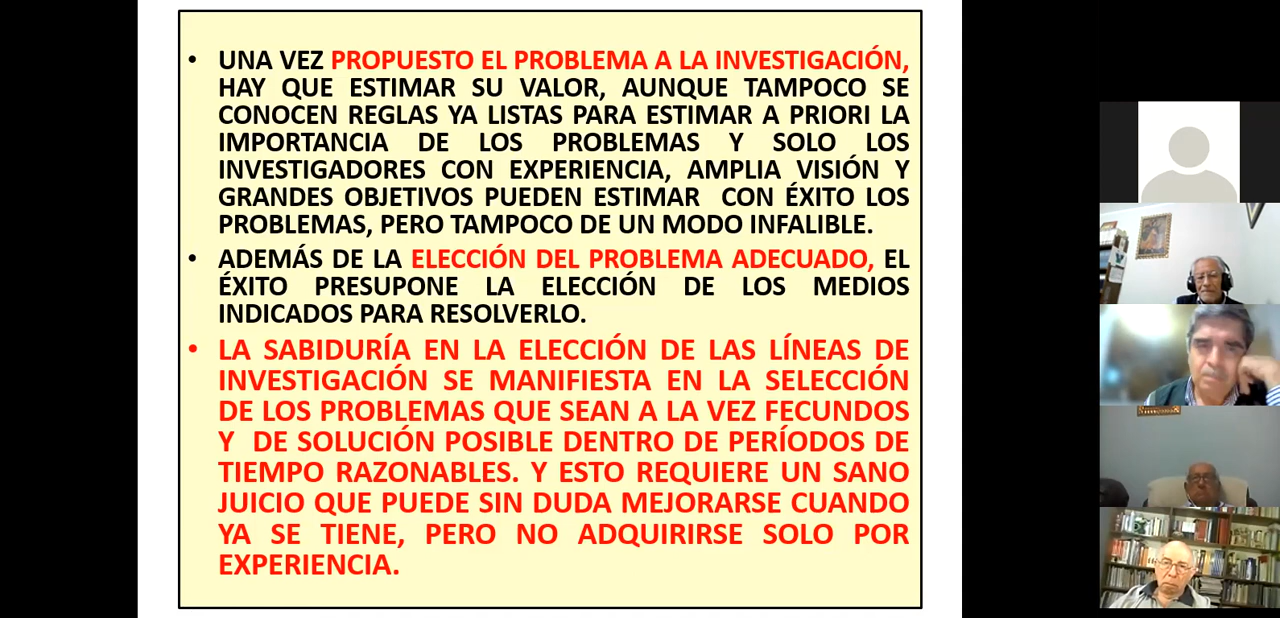 • UNA VEZ PROPUESTO EL PROBLEMA A LA INVESTIGACIÓN,
HAY QUE ESTIMAR SU VALOR, AUNQUE TAMPOCO SE
CONOCEN REGLAS YA LISTAS PARA ESTIMAR A PRIORI LA
IMPORTANCIA DE LOS PROBLEMAS Y SOLO LOS
INVESTIGADORES CON EXPERIENCIA, AMPLIA VISIÓN Y
GRANDES OBJETIVOS PUEDEN ESTIMAR CON ÉXITO LOS
PROBLEMAS, PERO TAMPOCO DE UN MODO INFALIBLE.
• ADEMÁS DE LA ELECCIÓN DEL PROBLEMA ADECUADO, EL
ÉXITO PRESUPONE LA ELECCIÓN DE LOS MEDIOS
INDICADOS PARA RESOLVERLO.
• LA SABIDURÍA EN LA ELECCIÓN DE LAS LÍNEAS DE
INVESTIGACIÓN SE MANIFIESTA EN LA SELECCIÓN
DE LOS PROBLEMAS QUE SEAN A LA VEZ FECUNDOS
Y DE SOLUCIÓN POSIBLE DENTRO DE PERÍODOS DE
TIEMPO RAZONABLES. Y ESTO REQUIERE UN SANO
JUICIO QUE PUEDE SIN DUDA MEJORARSE CUANDO
YA SE TIENE, PERO NO ADQUIRIRSE SOLO POR
EXPERIENCIA.